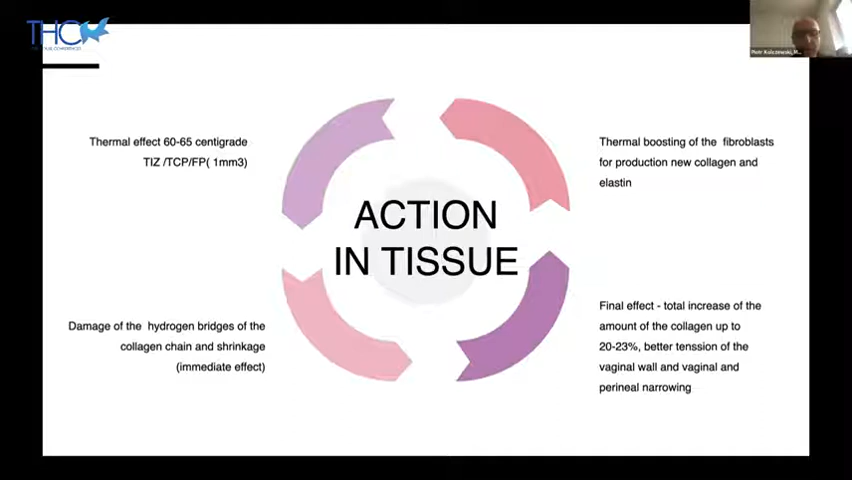 THC
Piotr Kolczewski, M...
Thermal effect 60-65 centigrade
TIZ /TCP/FP( 1mm3)
Thermal boosting of the fibroblasts
for production new collagen and
elastin
ACTION
IN TISSUE
Damage of the hydrogen bridges of the
collagen chain and shrinkage
(immediate effect)
Final effect - total increase of the
amount of the collagen up to
20-23%, better tenssion of the
vaginal wall and vaginal and
perineal narrowing